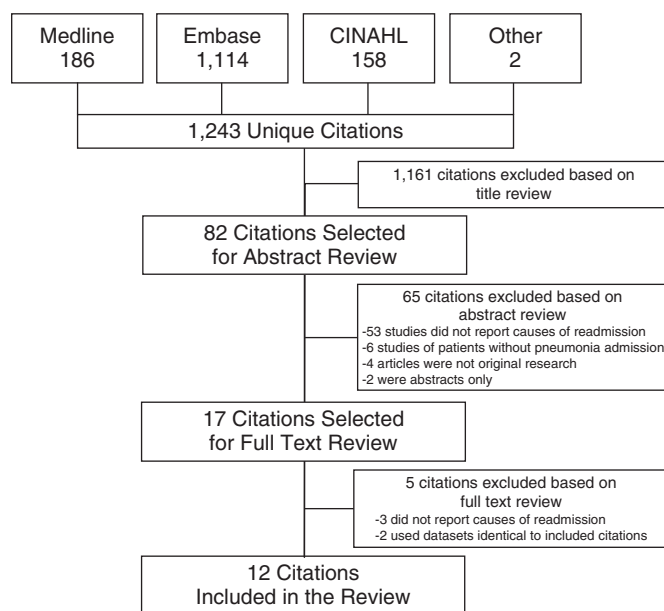 Medline
186
Embase
1,114
CINAHL
158
Other
2
1,243 Unique Citations
1,161 citations excluded based on
title review
82 Citations Selected
for Abstract Review
65 citations excluded based on
abstract review
-53 studies did not report causes of readmission
-6 studies of patients without pneumonia admission
-4 articles were not original research
-2 were abstracts only
17 Citations Selected
for Full Text Review
5 citations excluded based on
full text review
-3 did not report causes of readmission
-2 used datasets identical to included citations
12 Citations
Included in the Review